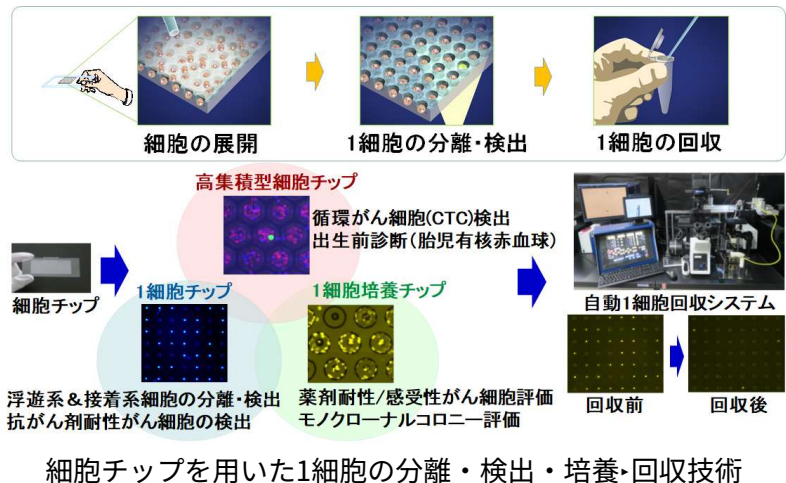 細胞の展開
1細胞の分離・検出
1細胞の回収
高集積型細胞チップ
循環がん細胞(CTC)検出
出生前診断(胎児有核赤血球)
細胞チップ
1細胞チップ
1細胞培養チップ
自動1細胞回収システム
浮遊系&接着系細胞の分離・検出
抗がん剤耐性がん細胞の検出
薬剤耐性/感受性がん細胞評価
モノクローナルコロニー評価
回収前
回収後
細胞チップを用いた1細胞の分離・検出・培養・回収技術